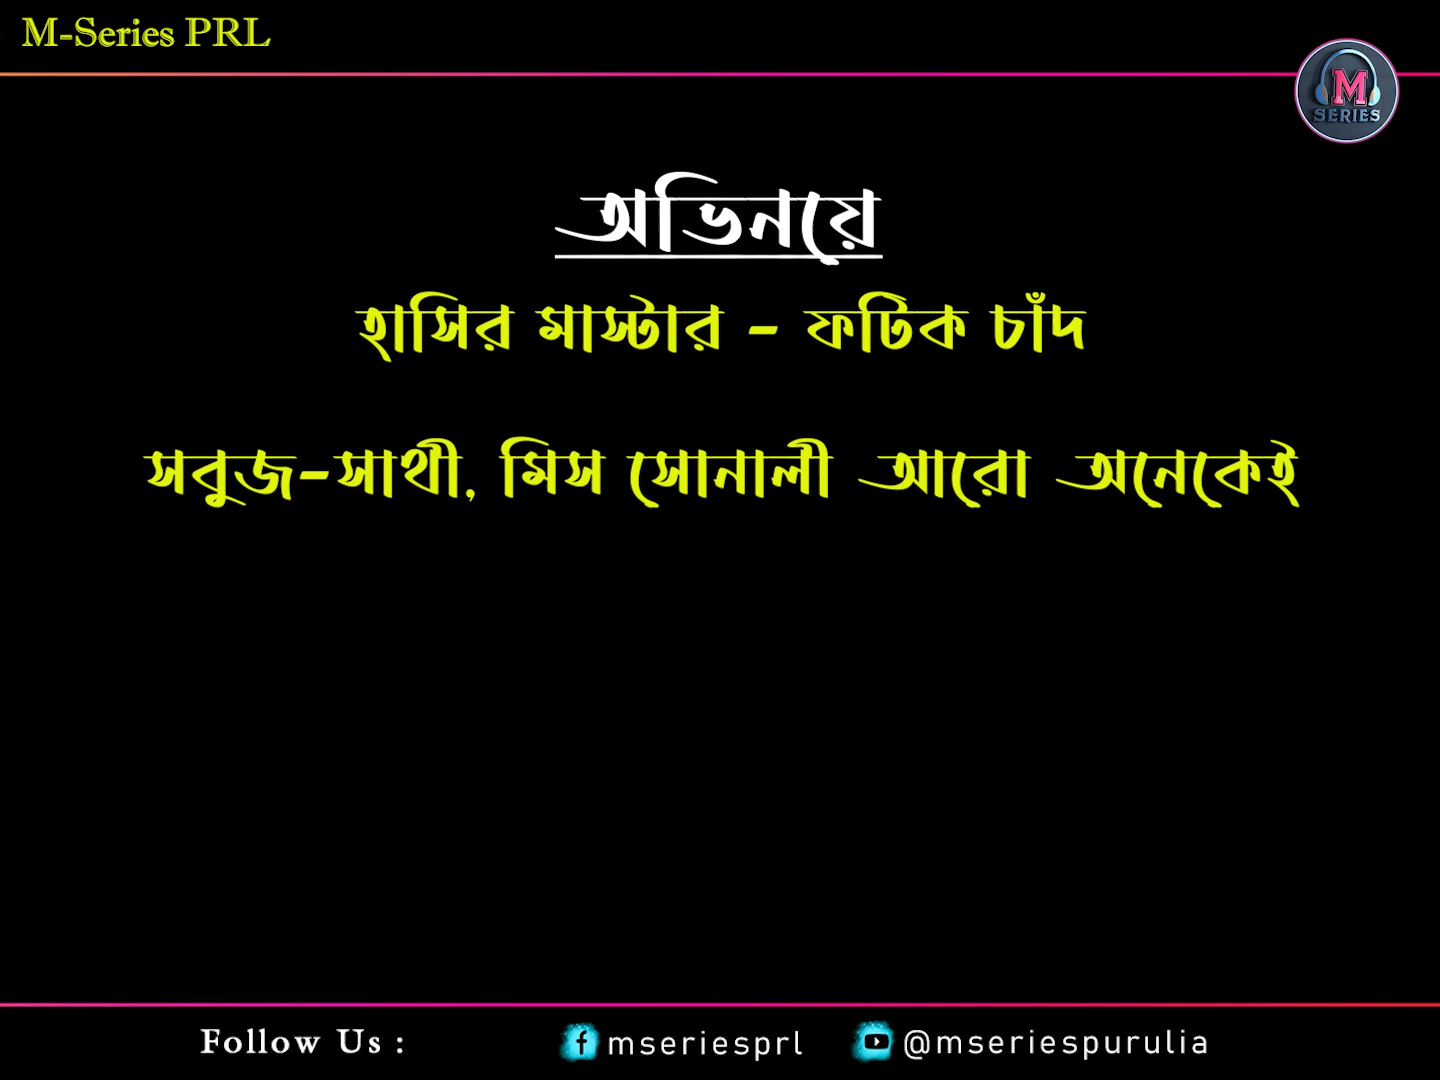 M-Series PRL
M
SERIES
অভিনয়ে
হাসির মাস্টার - ফটিক চাঁদ
সবুজ-সাথী, মিস সোনালী আরো অনেকেই
Follow Us : mseriesprl @mseriespurulia